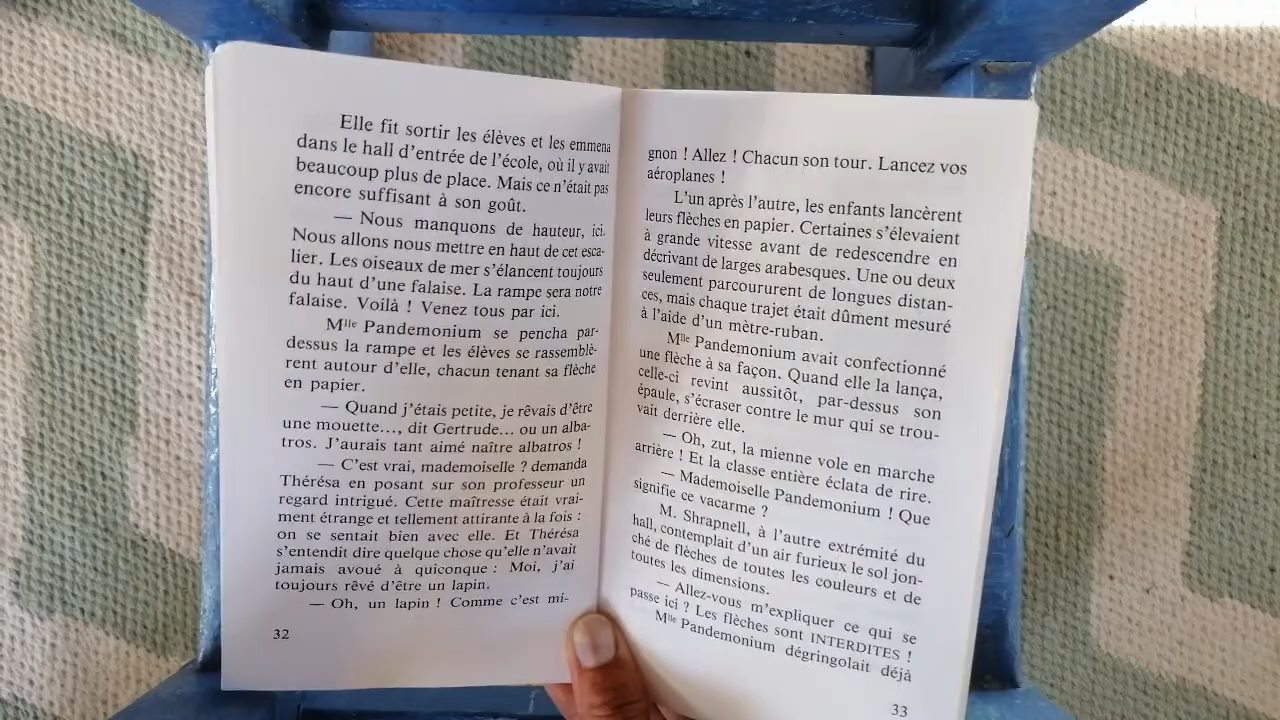 Elle fit sortir les élèves et les emmena
dans le hall d'entrée de l'école, où il y avait
beaucoup plus de place. Mais ce n'était pas
encore suffisant à son goût.
— Nous manquons de hauteur, ici.
Nous allons nous mettre en haut de cet esca-
lier. Les oiseaux de mer s'élancent toujours
du haut d'une falaise. La rampe sera notre
falaise. Voilà ! Venez tous par ici.
Mlle Pandemonium se pencha par-
dessus la rampe et les élèves se rassemblè-
rent autour d'elle, chacun tenant sa flèche
en papier.
— Quand j'étais petite, je rêvais d'être
une mouette..., dit Gertrude... ou un alba-
tros. J'aurais tant aimé naître albatros !
— C'est vrai, mademoiselle ? demanda
Thérésa en posant sur son professeur un
regard intrigué. Cette maîtresse était vrai-
ment étrange et tellement attirante à la fois :
on se sentait bien avec elle. Et Thérésa
s'entendit dire quelque chose qu'elle n'avait
jamais avoué à quiconque : Moi, j'ai
toujours rêvé d'être un lapin.
— Oh, un lapin ! Comme c'est mi-
32
gnon ! Allez ! Chacun son tour. Lancez vos
aéroplanes !
L'un après l'autre, les enfants lancèrent
leurs flèches en papier. Certaines s'élevaient
à grande vitesse avant de redescendre en
décrivant de larges arabesques. Une ou deux
seulement parcoururent de longues distan-
ces, mais chaque trajet était dûment mesuré
à l'aide d'un mètre-ruban.
Mlle Pandemonium avait confectionné
une flèche à sa façon. Quand elle la lança,
celle-ci revint aussitôt, par-dessus son
épaule, s'écraser contre le mur qui se trou-
vait derrière elle.
— Oh, zut, la mienne vole en marche
arrière ! Et la classe entière éclata de rire.
— Mademoiselle Pandemonium ! Que
signifie ce vacarme ?
M. Shrapnell, à l'autre extrémité du
hall, contemplait d'un air furieux le sol jon-
ché de flèches de toutes les couleurs et de
toutes les dimensions.
— Allez-vous m'expliquer ce qui se
passe ici ? Les flèches sont INTERDITES !
Mlle Pandemonium dégringolait déjà
33